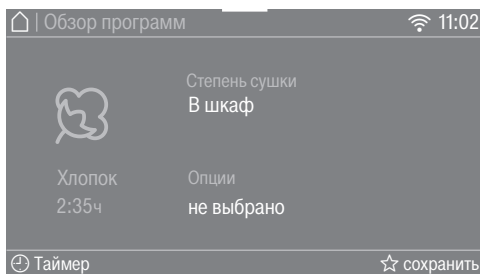 | Обзор программ 11:02
Степень сушки
В шкаф
Хлопок
2:35ч
Опции
не выбрано
Таймер сохранить